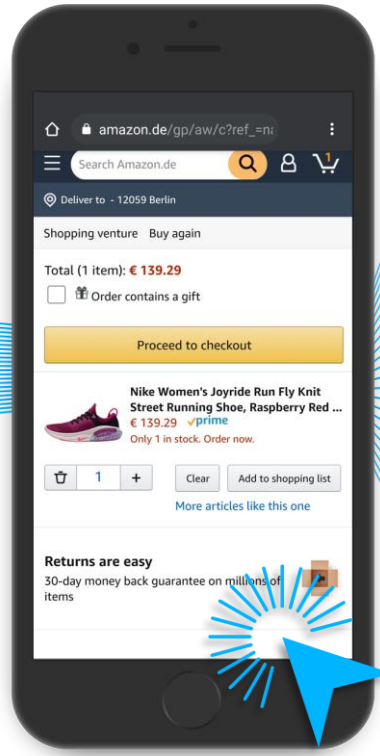 amazon.de/gp/aw/c?ref_=na
Search Amazon.de
1
Deliver to - 12059 Berlin
Shopping venture Buy again
Total (1 item): € 139.29
Order contains a gift
Proceed to checkout
Nike Women's Joyride Run Fly Knit
Street Running Shoe, Raspberry Red ...
€ 139.29 prime
Only 1 in stock. Order now.
1 + Clear Add to shopping list
More articles like this one
Returns are easy
30-day money back guarantee on millions of
items